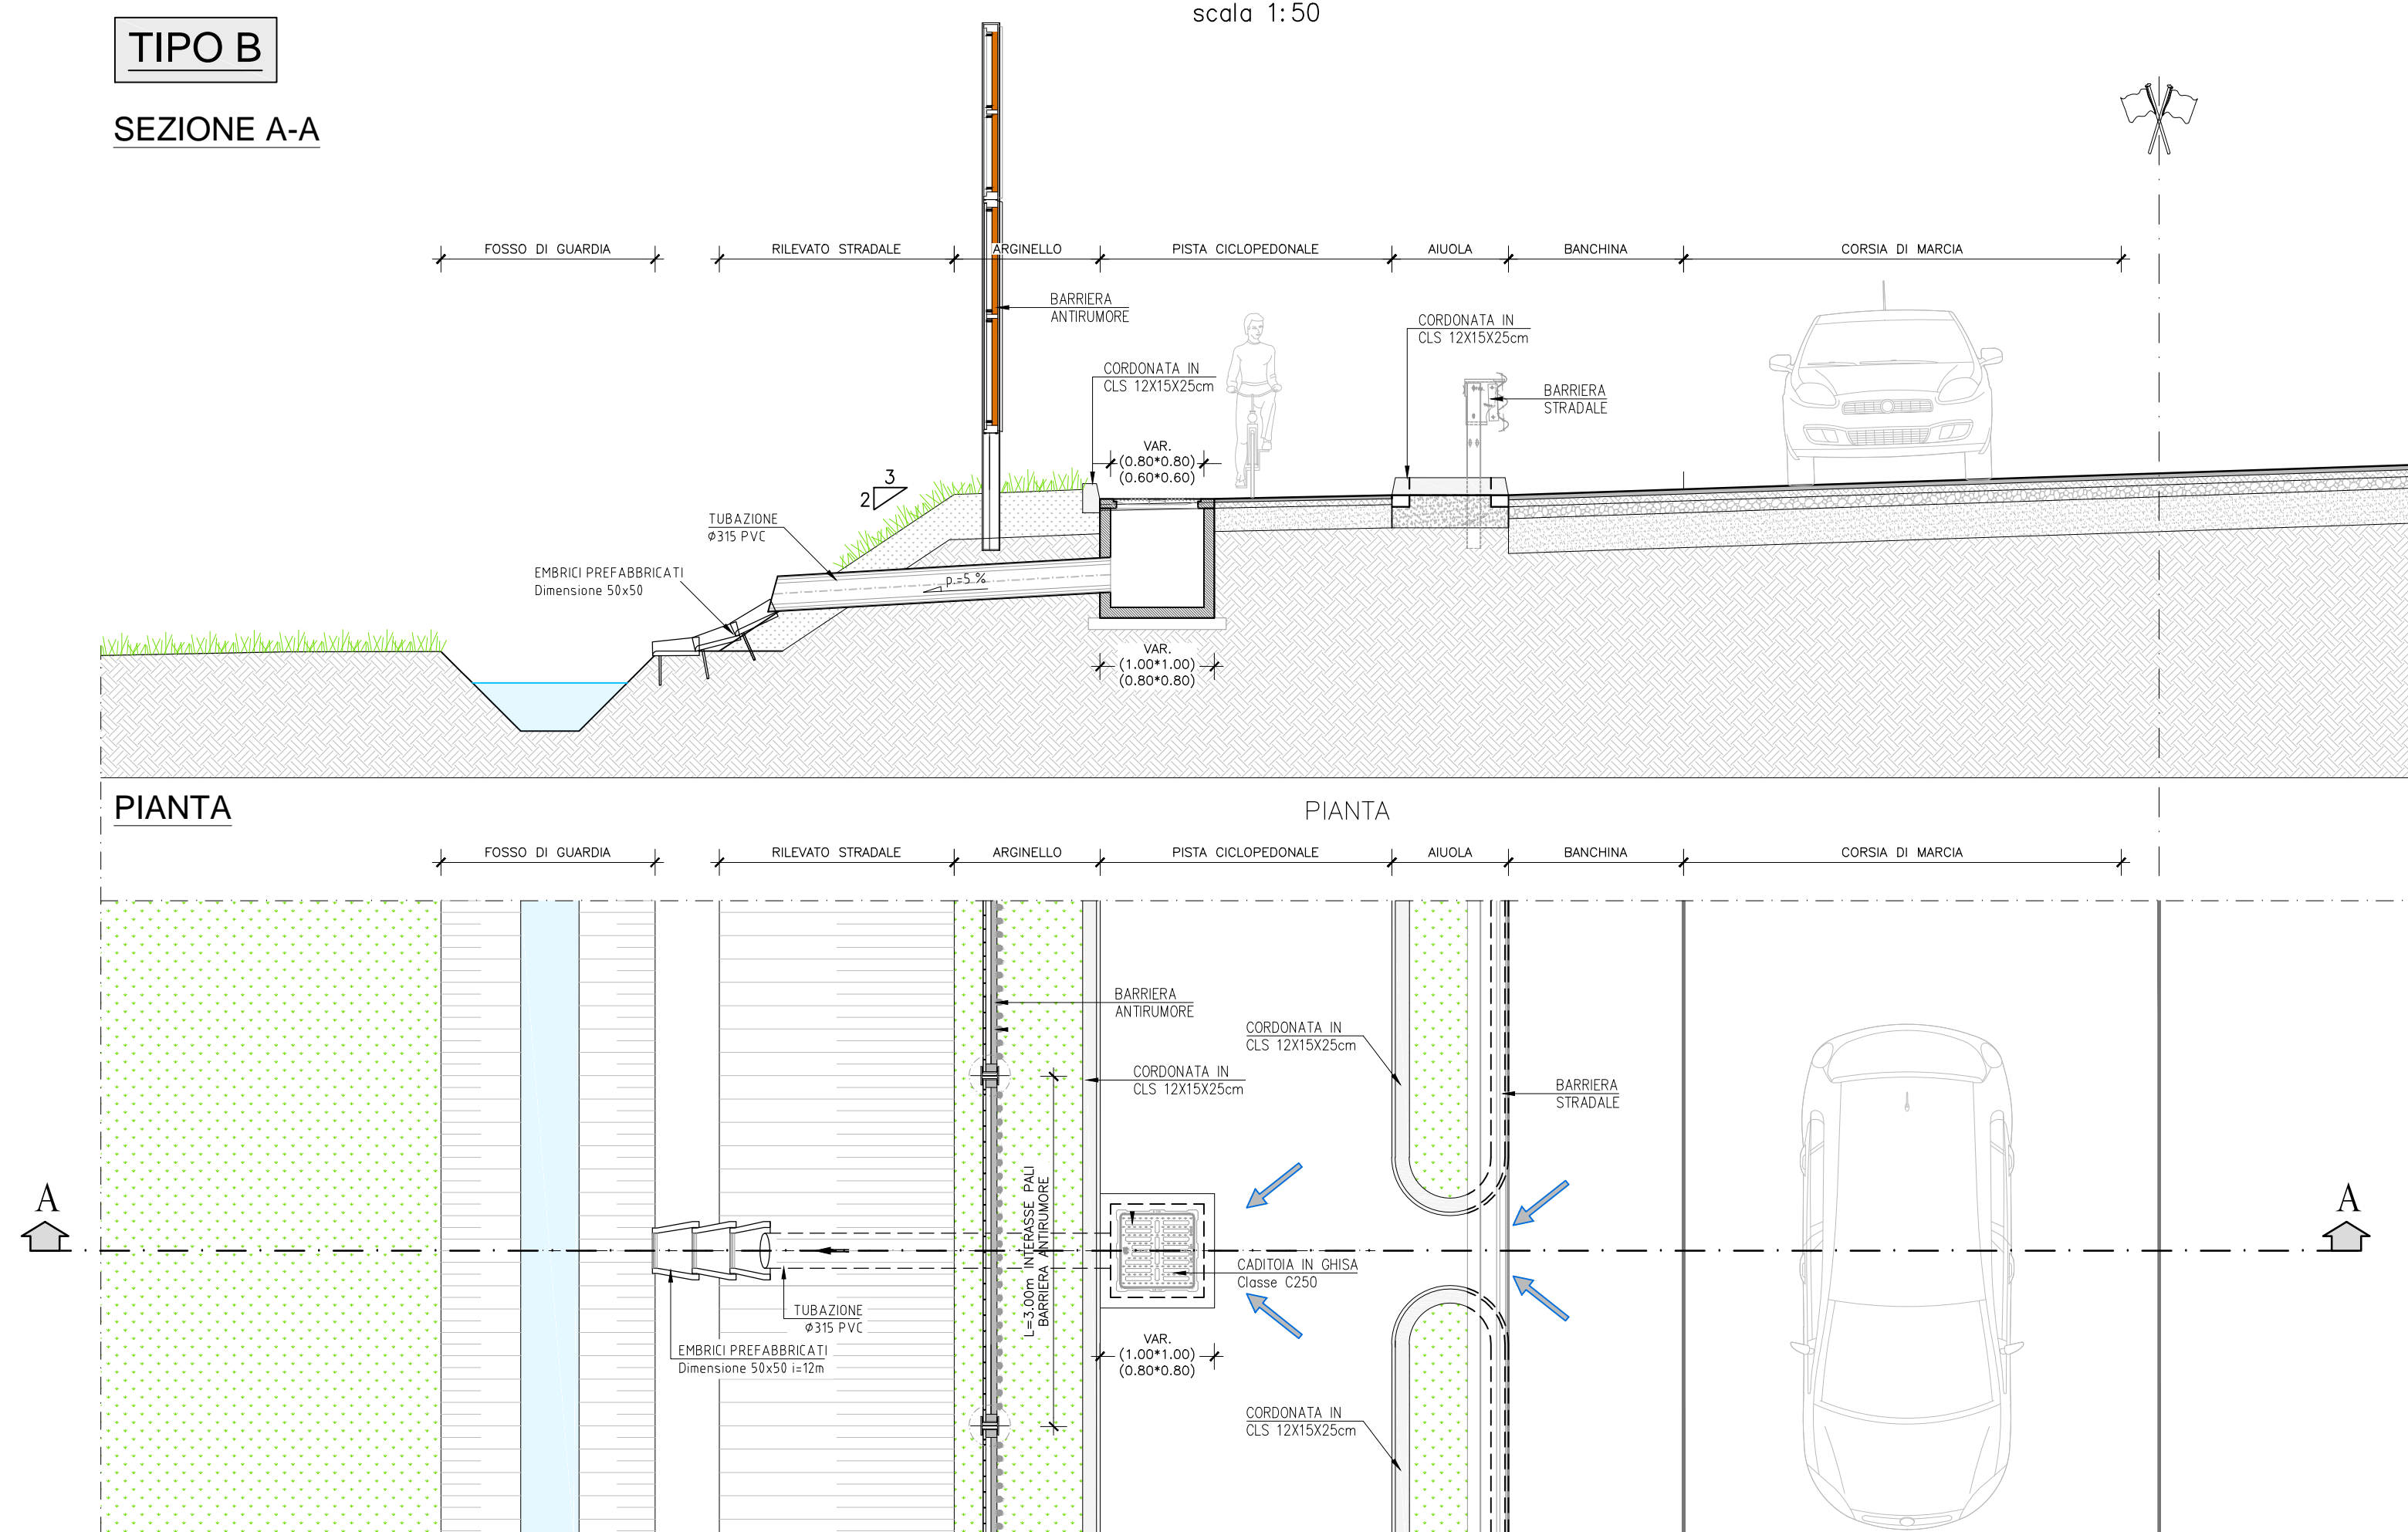 scala 1:50
TIPO B
SEZIONE A-A
FOSSO DI GUARDIA
RILEVATO STRADALE
ARGINELLO
PISTA CICLOPEDONALE
AIUOLA
BANCHINA
CORSIA DI MARCIA
BARRIERA
ANTIRUMORE
CORDONATA IN
CLS 12X15X25cm
CORDONATA IN
CLS 12X15X25cm
BARRIERA
STRADALE
VAR.
(0.80*0.80)
(0.60*0.60)
3
2
TUBAZIONE
Ø315 PVC
EMBRICI PREFABBRICATI
Dimensione 50x50
p.=5 %
VAR.
(1.00*1.00)
(0.80*0.80)
PIANTA
PIANTA
FOSSO DI GUARDIA
RILEVATO STRADALE
ARGINELLO
PISTA CICLOPEDONALE
AIUOLA
BANCHINA
CORSIA DI MARCIA
BARRIERA
ANTIRUMORE
CORDONATA IN
CLS 12X15X25cm
CORDONATA IN
CLS 12X15X25cm
BARRIERA
STRADALE
A
A
L=3.00m INTERASSE PALI
BARRIERA ANTIRUMORE
CADITOIA IN GHISA
Classe C250
TUBAZIONE
Ø315 PVC
EMBRICI PREFABBRICATI
Dimensione 50x50 i=12m
VAR.
(1.00*1.00)
(0.80*0.80)
CORDONATA IN
CLS 12X15X25cm